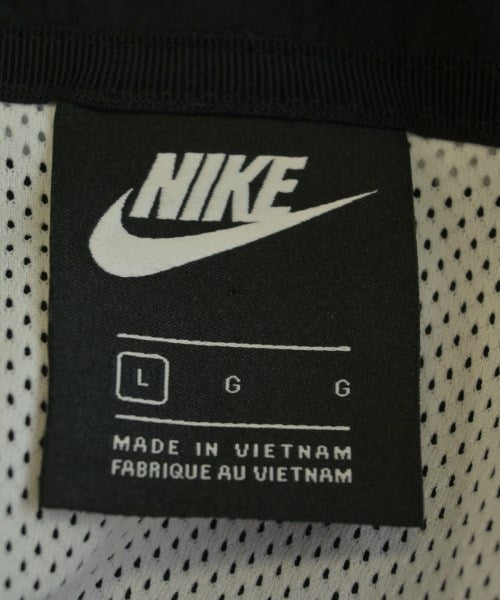 NIKE
L G G
MADE IN VIETNAM
FABRIQUE AU VIETNAM